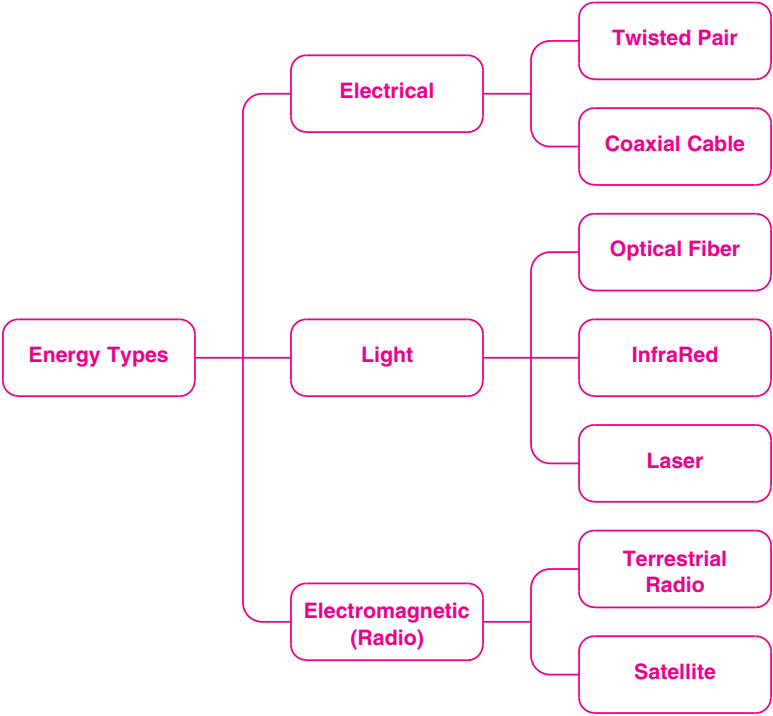 Energy Types
Electrical
Twisted Pair
Coaxial Cable
Light
Optical Fiber
InfraRed
Laser
Electromagnetic
(Radio)
Terrestrial
Radio
Satellite